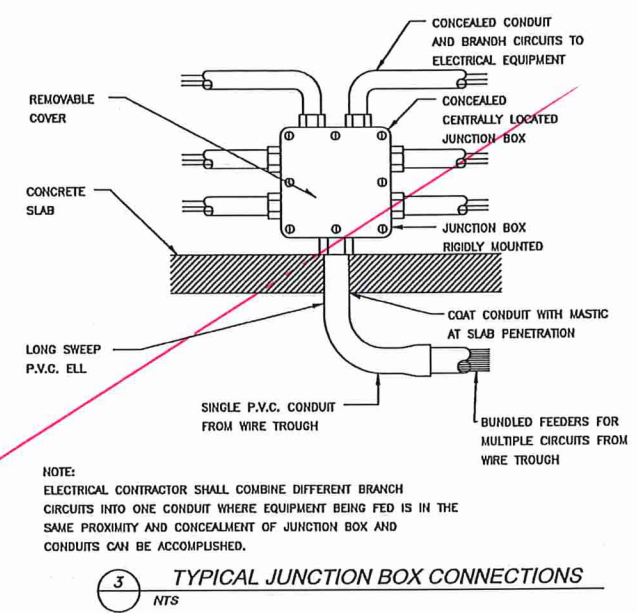 CONCEALED CONDUIT
AND BRANOH CIRCUITS TO
ELECTRICAL EQUIPMENT
REMOVABLE
COVER
CONCEALED
CENTRALLY LOCATED
JUNCTION BOX
CONCRETE
SLAB
JUNCTION BOX
RIGIDLY MOUNTED
COAT CONDUIT WITH MASTIC
AT SLAB PENETRATION
LONG SWEEP
P.V.C. ELL
SINGLE P.V.C. CONDUIT
FROM WIRE TROUGH
BUNDLED FEEDERS FOR
MULTIPLE CIRCUITS FROM
WIRE TROUGH
NOTE:
ELECTRICAL CONTRACTOR SHALL COMBINE DIFFERENT BRANCH
CIRCUITS INTO ONE CONDUIT WHERE EQUIPMENT BEING FED IS IN THE
SAME PROXIMITY AND CONCEALMENT OF JUNCTION BOX AND
CONDUITS CAN BE ACCOMPLISHED.
3 TYPICAL JUNCTION BOX CONNECTIONS
NTS